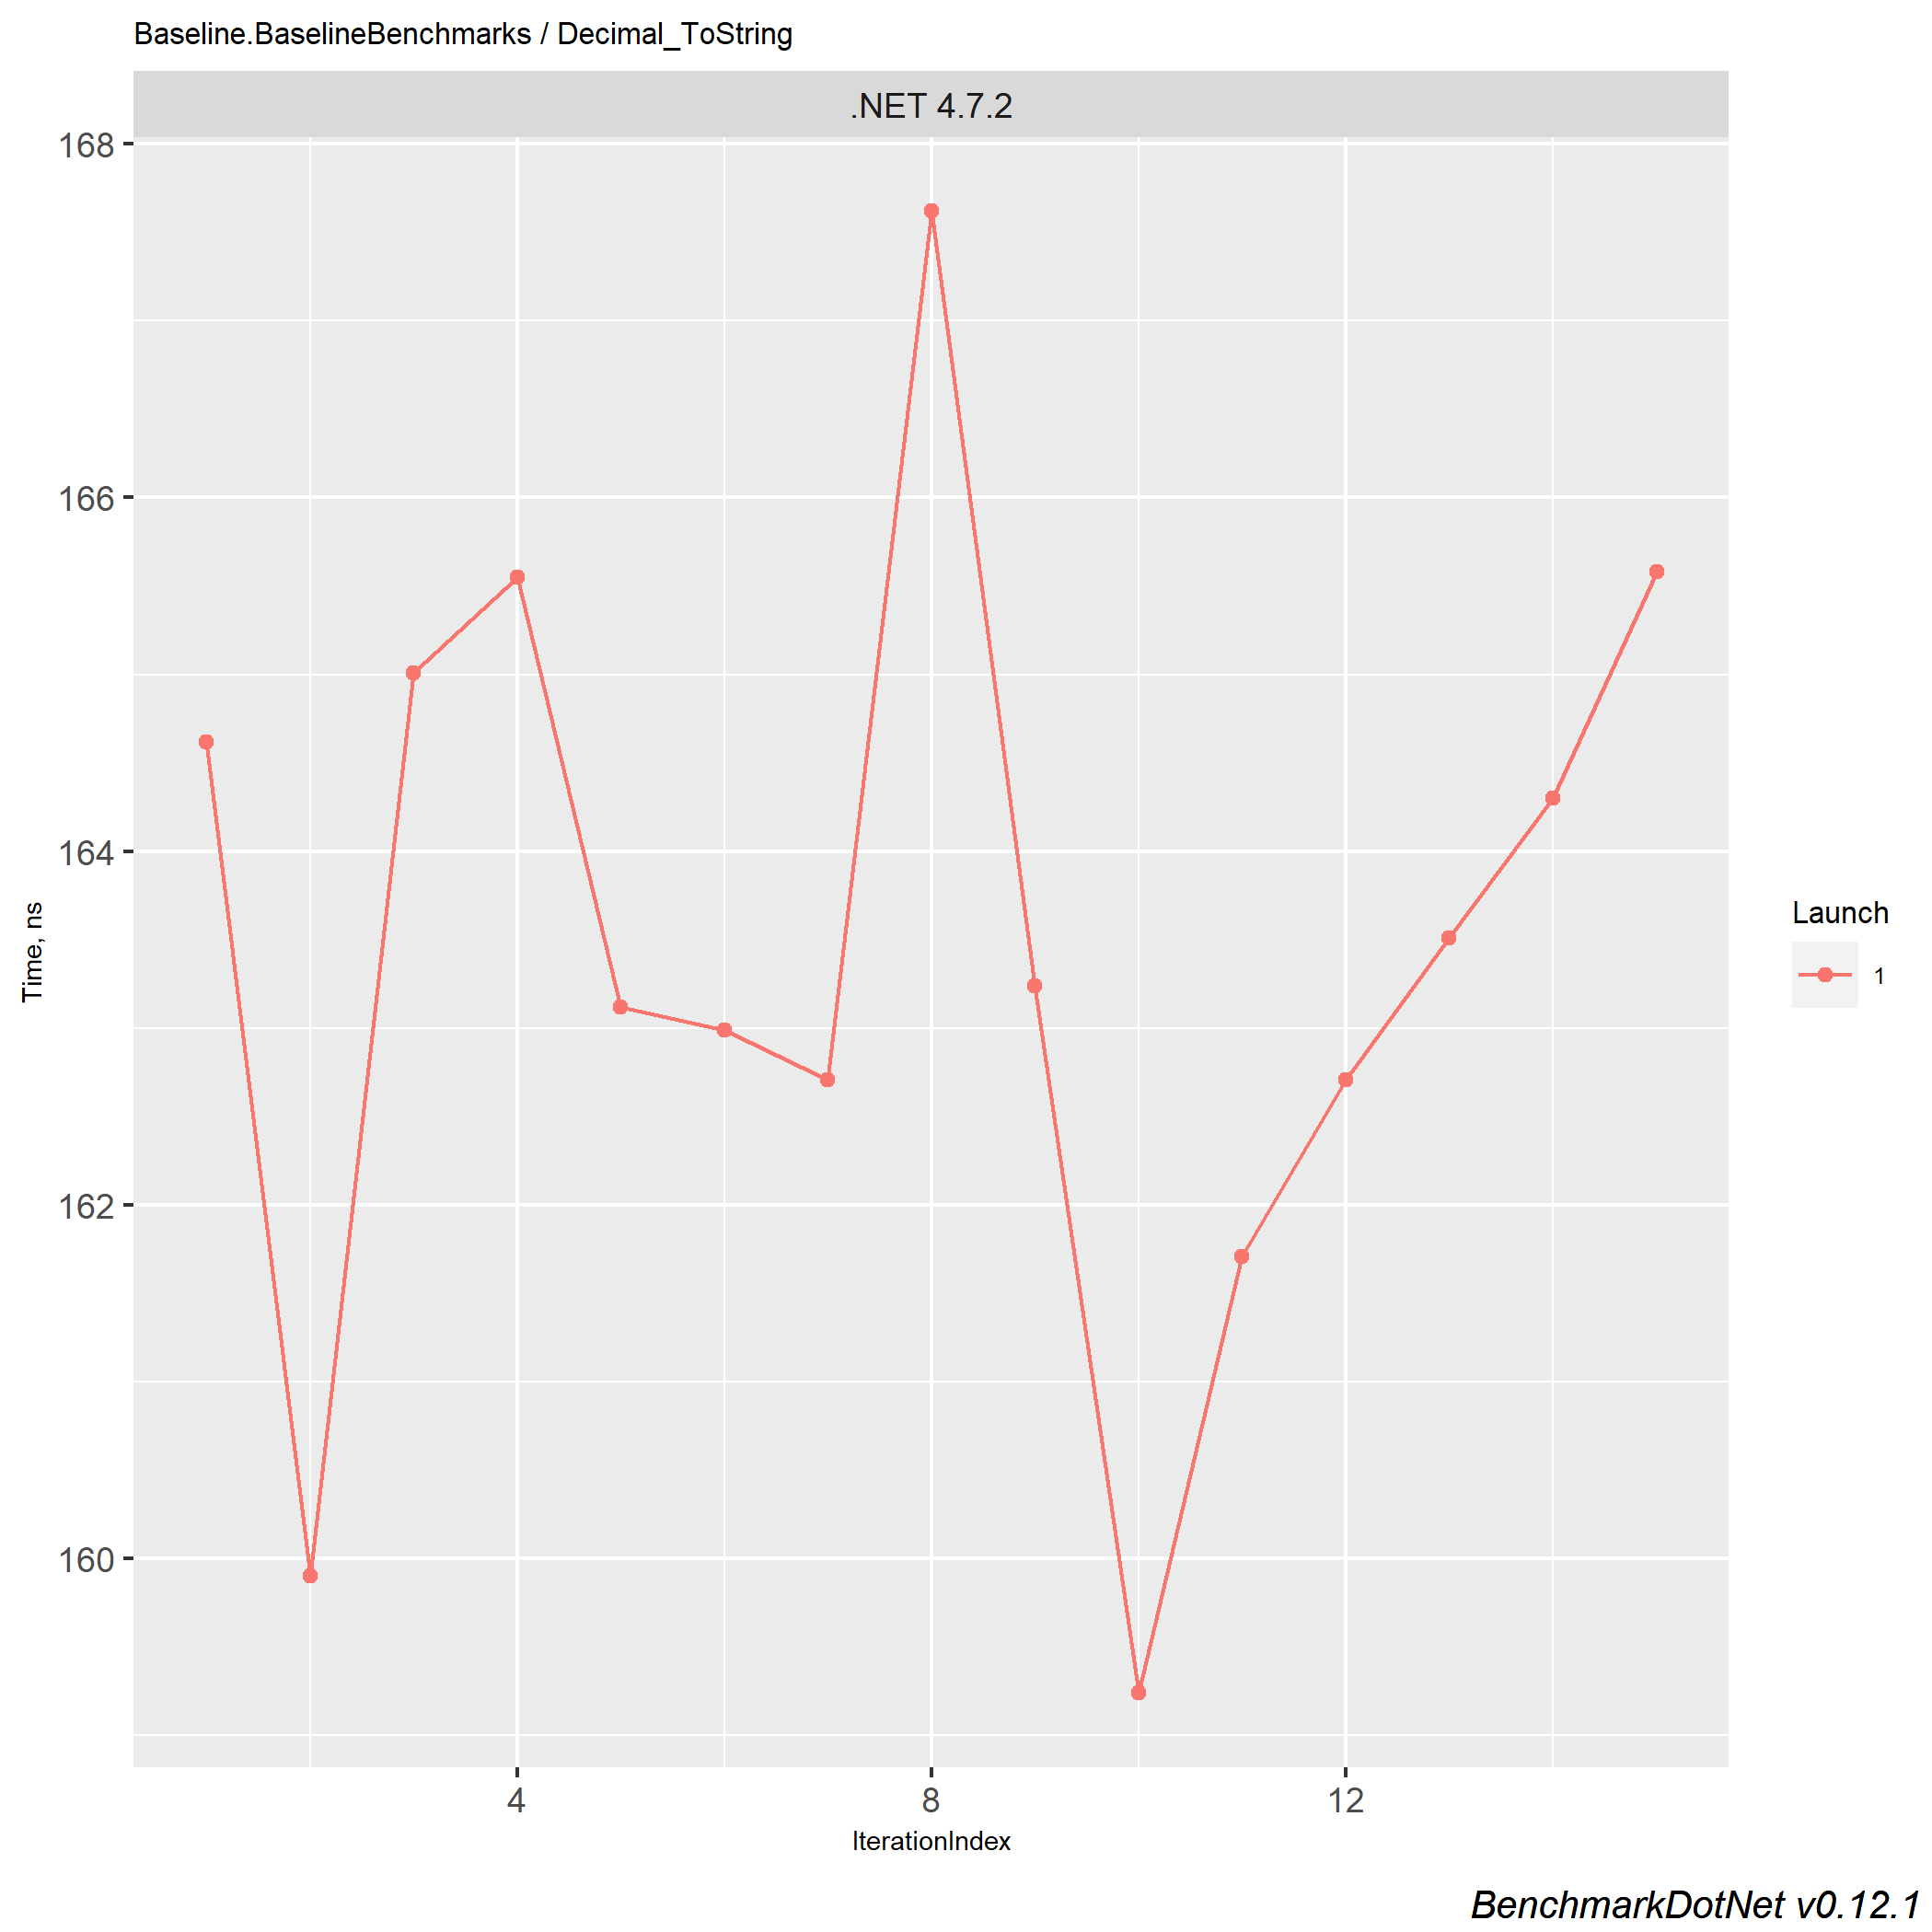 Baseline.BaselineBenchmarks / Decimal_ToString
.NET 4.7.2
168
166
164
162
160
Time, ns
4
8
12
IterationIndex
Launch
1
BenchmarkDotNet v0.12.1